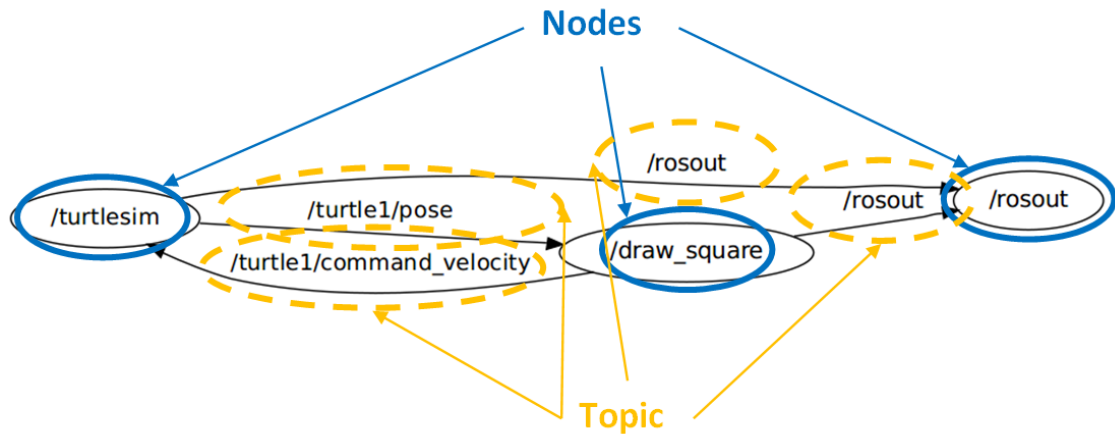 Nodes
/rosout
/turtlesim
/turtle1/pose
/rosout
/rosout
/turtle1/command_velocity
/draw_square
Topic